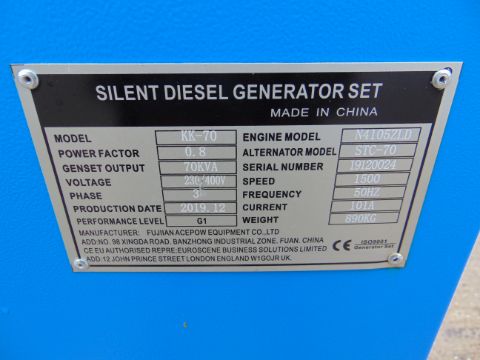 SILENT DIESEL GENERATOR SET
MADE IN CHINA
MODEL KK-70 ENGINE MODEL N4105ZLD
POWER FACTOR 0.8 ALTERNATOR MODEL STC-70
GENSET OUTPUT 70KVA SERIAL NUMBER 19120024
VOLTAGE 230/400V SPEED 1500
PHASE 3 FREQUENCY 50HZ
PRODUCTION DATE 2019.12 CURRENT 101A
PERFORMANCE LEVEL G1 WEIGHT 890KG
MANUFACTURER: FUJIAN ACEPOW EQUIPMENT CO.,LTD
ADD:NO. 98 XINGDA ROAD. BANZHONG INDUSTRIAL ZONE. FUAN. CHINA
CE EU AUTHORISED REPRE:EUROSCENE BUSINESS SOLUTIONS LIMITED
ADD:12 JOHN PRINCE STREET LONDON ENGLAND W1GOJR UK.
CE ISO9001
Generator Set